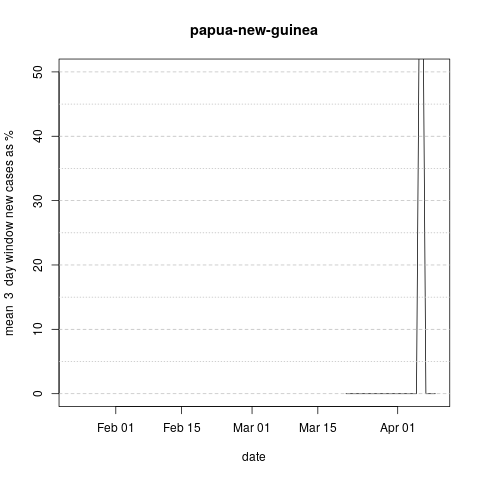 papua-new-guinea
mean  3  day window new cases as %
50
40
30
20
10
0
Feb 01 Feb 15 Mar 01 Mar 15 Apr 01
date